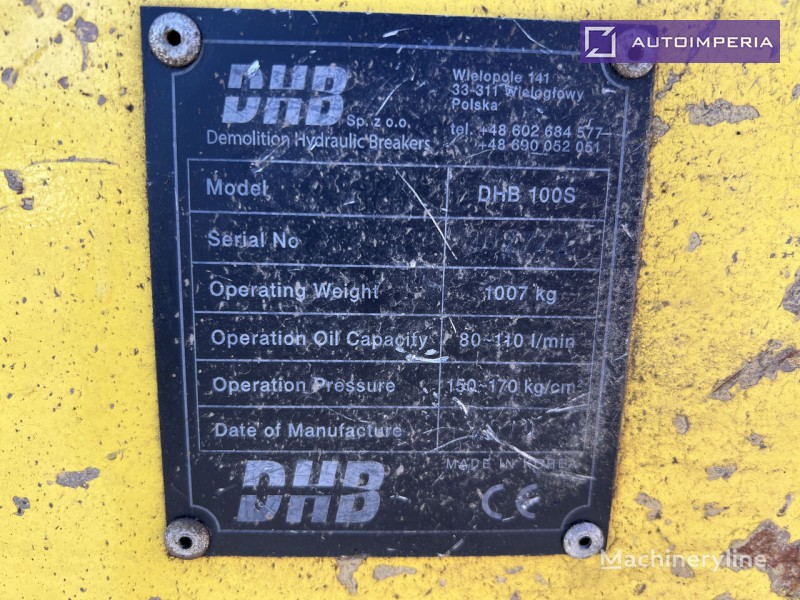 AUTOIMPERIA
DHB Sp. z o.o.
Demolition Hydraulic Breakers
Wielopole 141
33-311 Wielogłowy
Polska
tel. +48 602 684 577
+48 690 052 051
Model DHB 100S
Serial No
Operating Weight 1007 kg
Operation Oil Capacity 80~110 l/min
Operation Pressure 150~170 kg/cm
Date of Manufacture
DHB
MADE IN KOREA
CE
Machineryline